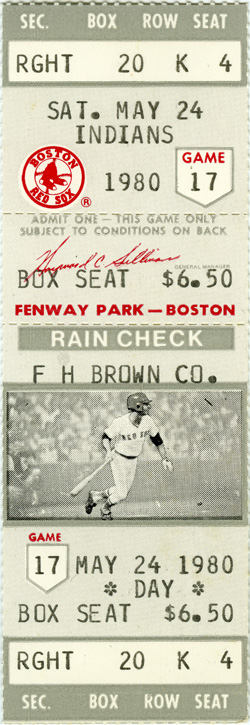 SEC. BOX ROW SEAT
RGHT 20 K 4
SAT. MAY 24
INDIANS
BOSTON
RED SOX
®
1980
GAME
17
ADMIT ONE — THIS GAME ONLY
SUBJECT TO CONDITIONS ON BACK
Haywood C Sullivan
GENERAL MANAGER
BOX SEAT $6.50
FENWAY PARK — BOSTON
RAIN CHECK
F H BROWN CO.
RED SOX
GAME
17 MAY 24 1980
* DAY *
BOX SEAT $6.50
RGHT 20 K 4
SEC. BOX ROW SEAT